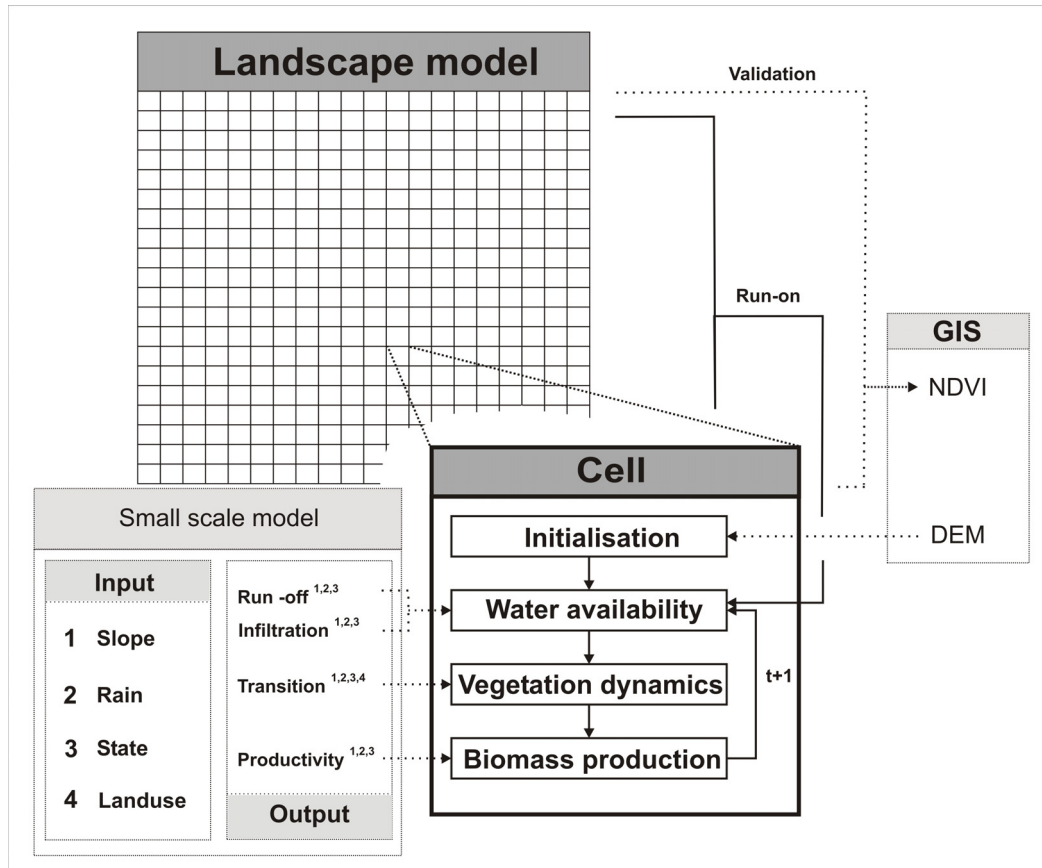 Landscape model
Validation
Run-on
GIS
NDVI
DEM
Cell
Initialisation
Water availability
Vegetation dynamics
Biomass production
t+1
Small scale model
Input
1 Slope
2 Rain
3 State
4 Landuse
Run -off 1,2,3
Infiltration 1,2,3
Transition 1,2,3,4
Productivity 1,2,3
Output